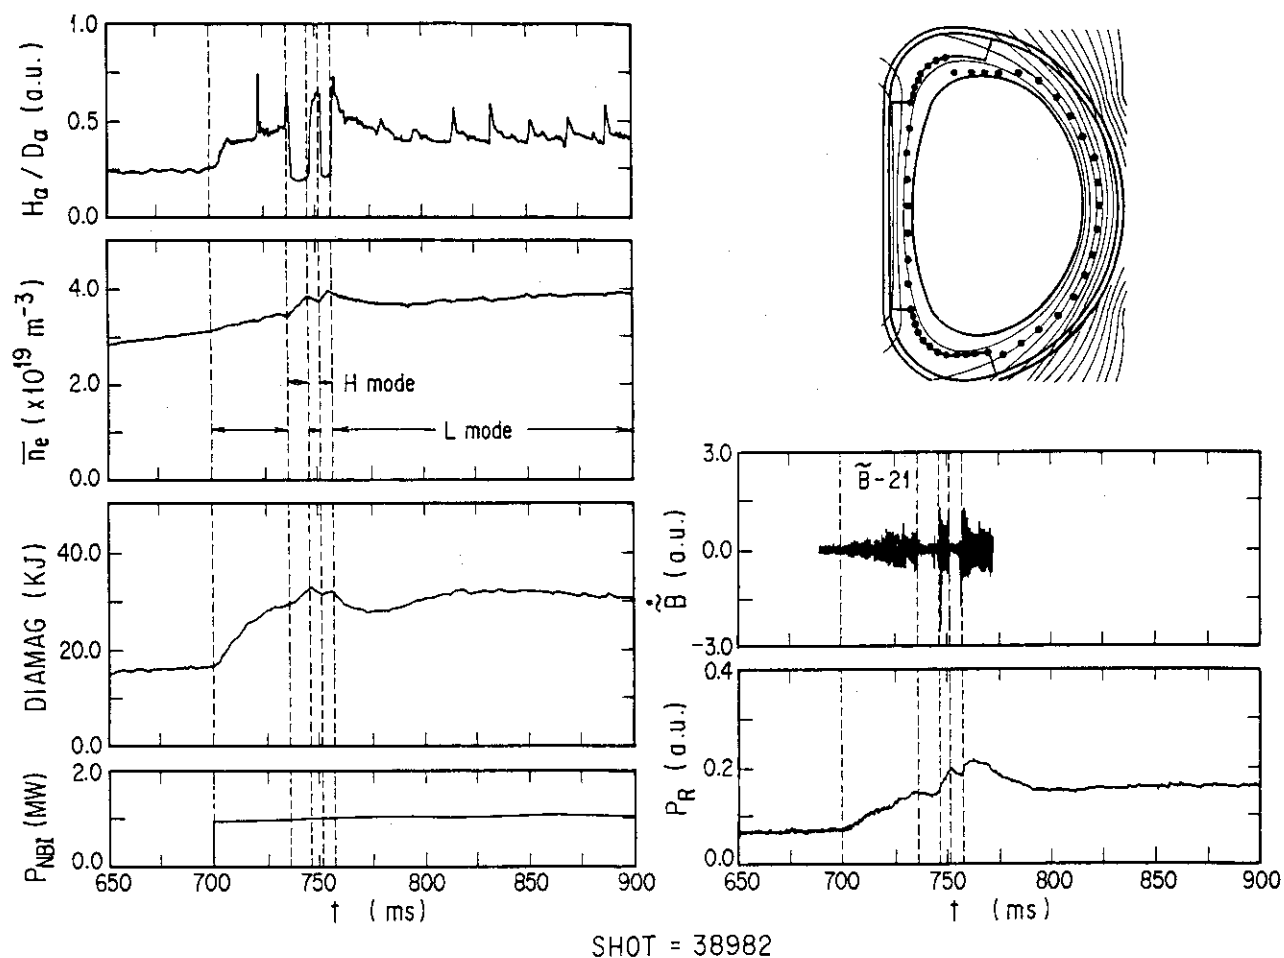 Hα / Dα (a.u.)
1.0
0.5
0.0
n̅e (x10¹⁹ m⁻³)
4.0
2.0
0.0
H mode
L mode
DIAMAG (KJ)
40.0
20.0
0.0
PNBI (MW)
2.0
0.0
650 700 750 800 850 900
t (ms)
Ḃ̃ (a.u.)
3.0
0.0
-3.0
B̃-21
PR (a.u.)
0.4
0.2
0.0
650 700 750 800 850 900
t (ms)
SHOT = 38982